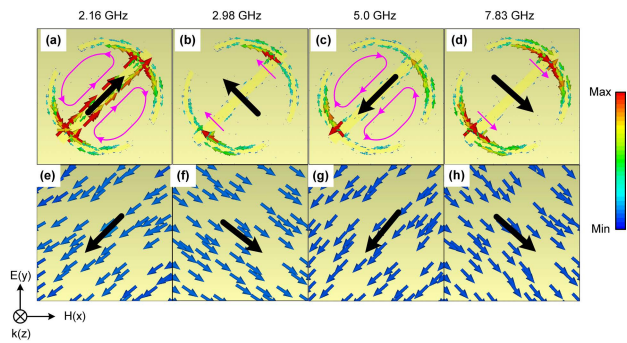 2.16 GHz 2.98 GHz 5.0 GHz 7.83 GHz
(a) (b) (c) (d)
Max
(e) (f) (g) (h)
Min
E(y)
H(x)
k(z)